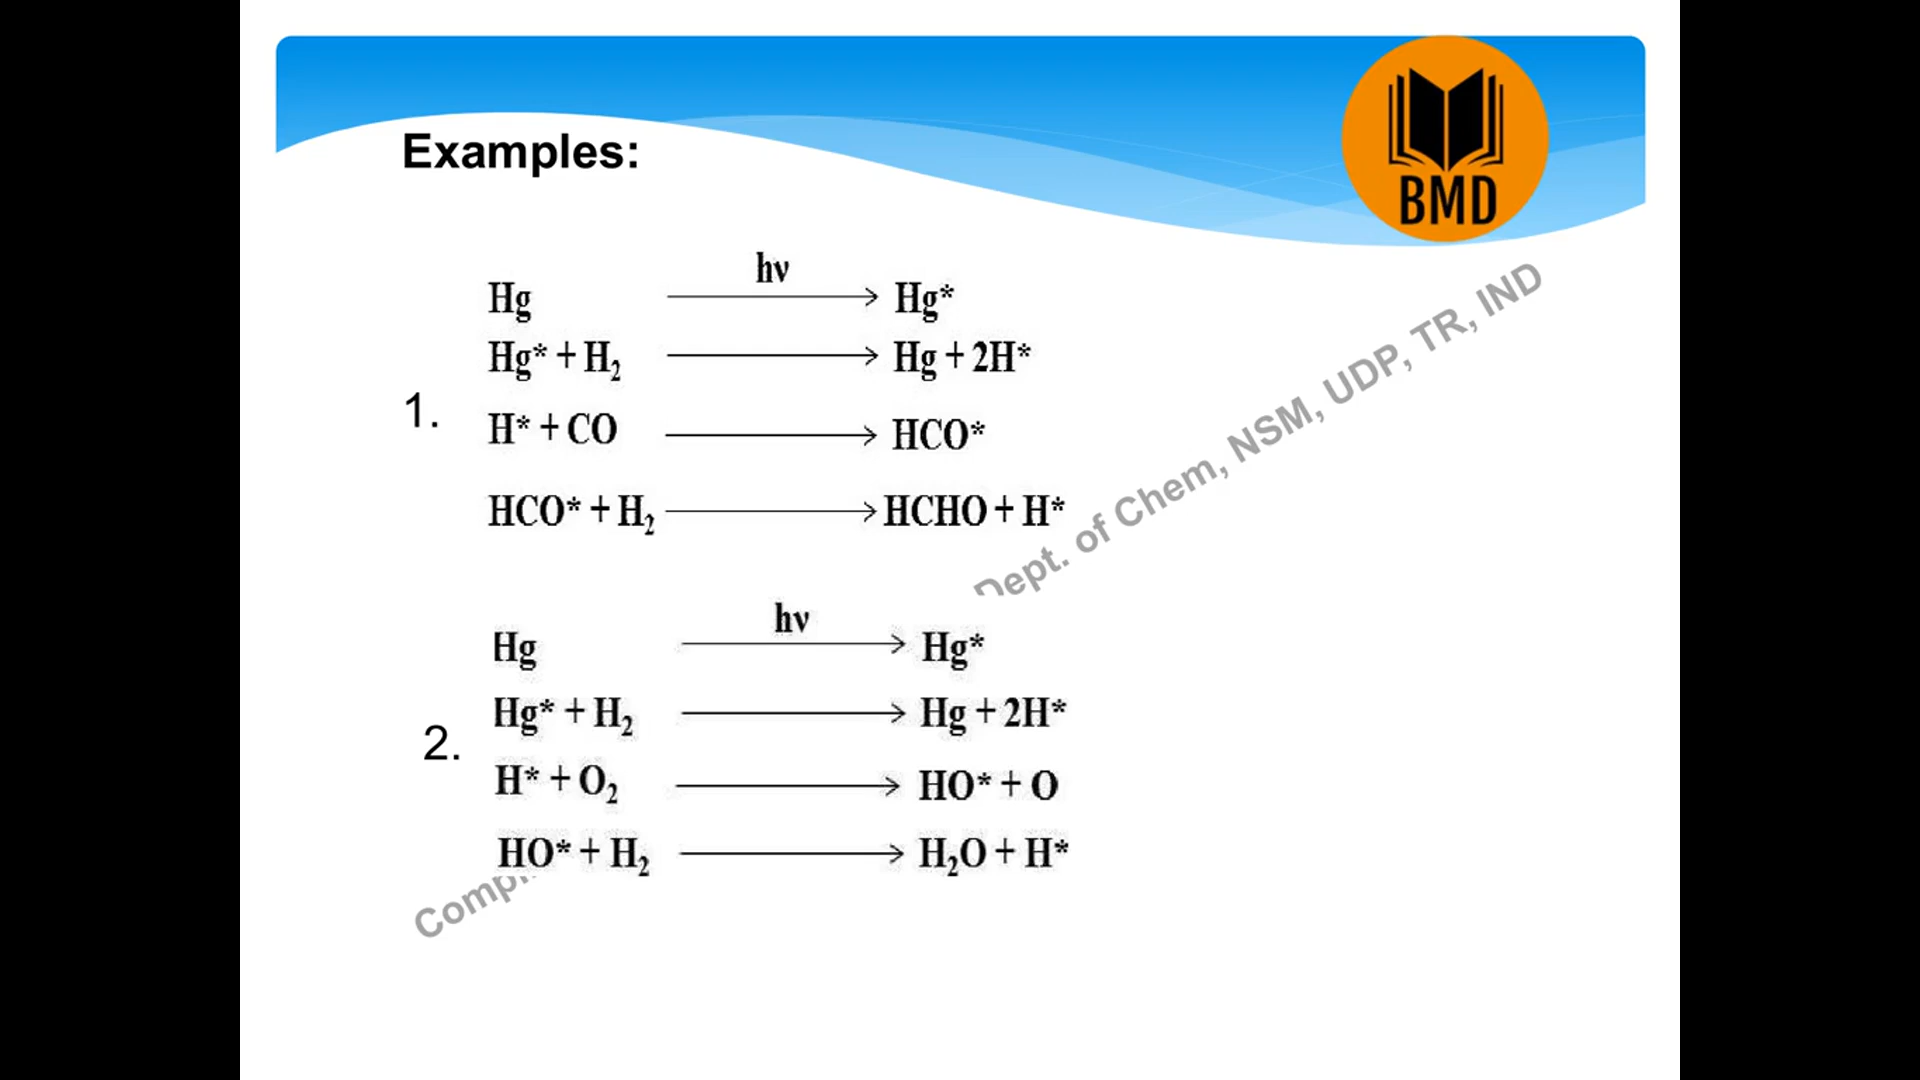 BMD
Examples:
1.
Hg hν → Hg*
Hg* + H₂ → Hg + 2H*
H* + CO → HCO*
HCO* + H₂ → HCHO + H*
2.
Hg hν → Hg*
Hg* + H₂ → Hg + 2H*
H* + O₂ → HO* + O
HO* + H₂ → H₂O + H*
Dept. of Chem, NSM, UDP, TR, IND